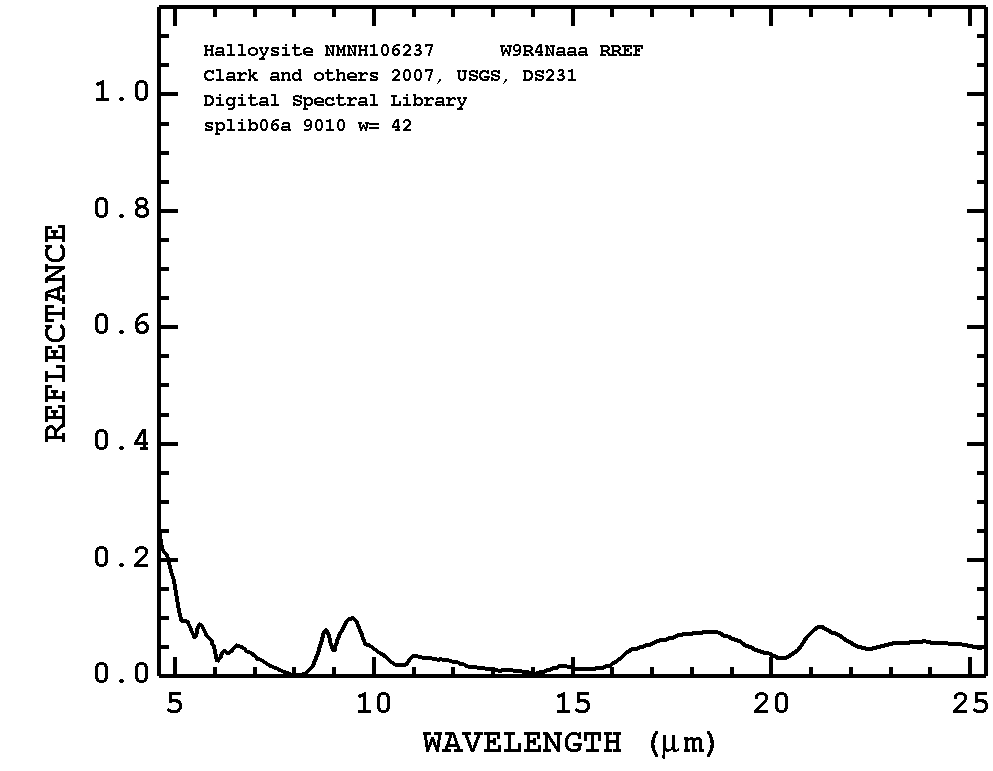 Halloysite NMNH106237 W9R4Naaa RREF
Clark and others 2007, USGS, DS231
Digital Spectral Library
splib06a 9010 w= 42
REFLECTANCE
1.0
0.8
0.6
0.4
0.2
0.0
5 10 15 20 25
WAVELENGTH (μm)